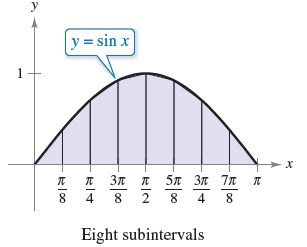 y
y = sin x
1
x
π/8 π/4 3π/8 π/2 5π/8 3π/4 7π/8 π
Eight subintervals